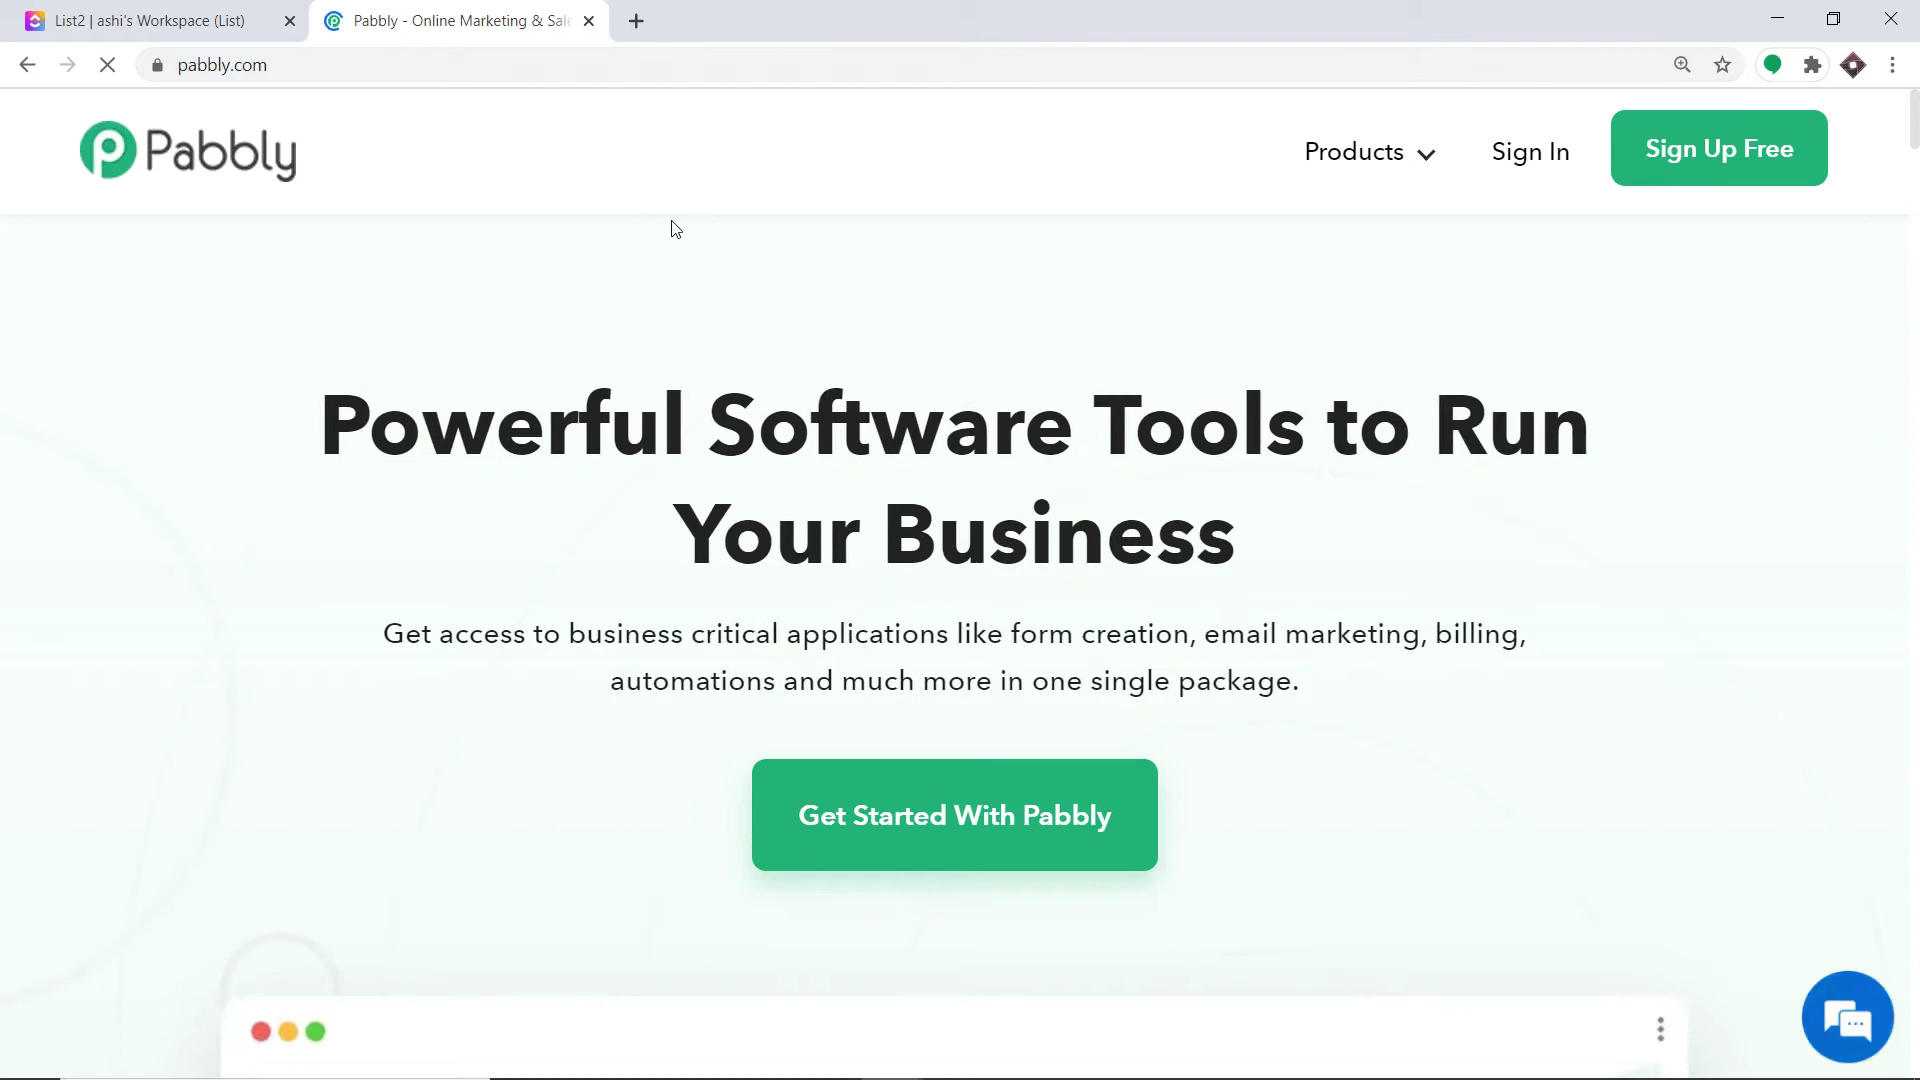 List2 | ashi's Workspace (List)
Pabbly - Online Marketing & Sale
pabbly.com
Pabbly
Products
Sign In
Sign Up Free
Powerful Software Tools to Run
Your Business
Get access to business critical applications like form creation, email marketing, billing,
automations and much more in one single package.
Get Started With Pabbly